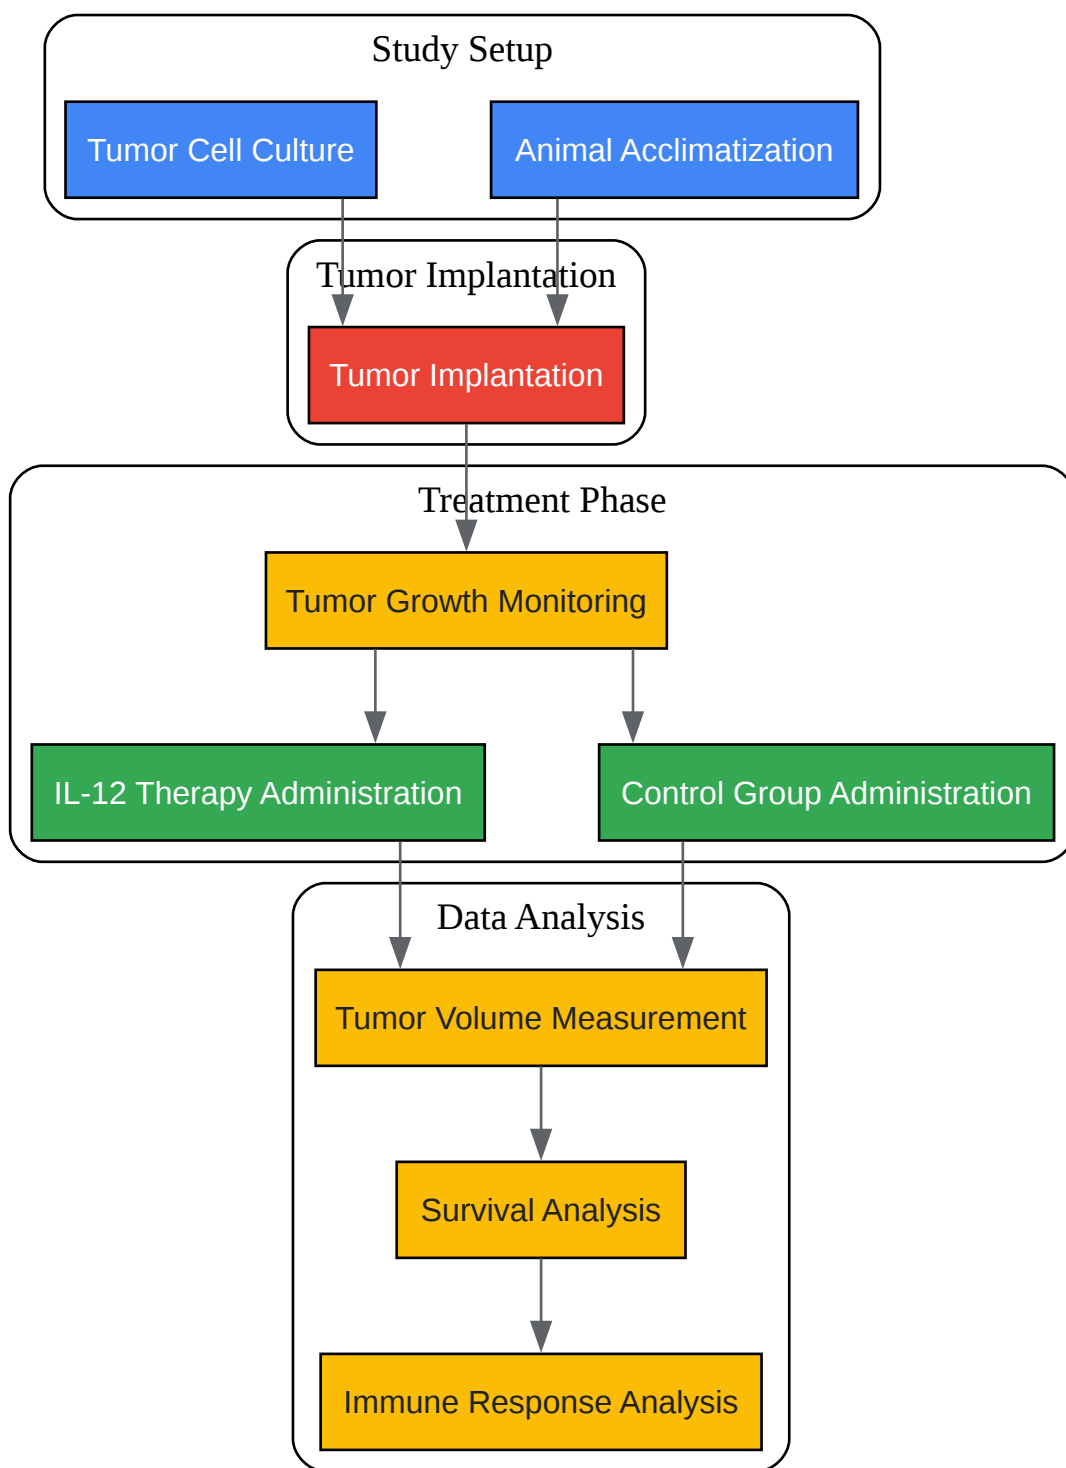 Study Setup
Tumor Cell Culture
Animal Acclimatization
Tumor Implantation
Tumor Implantation
Treatment Phase
Tumor Growth Monitoring
IL-12 Therapy Administration
Control Group Administration
Data Analysis
Tumor Volume Measurement
Survival Analysis
Immune Response Analysis